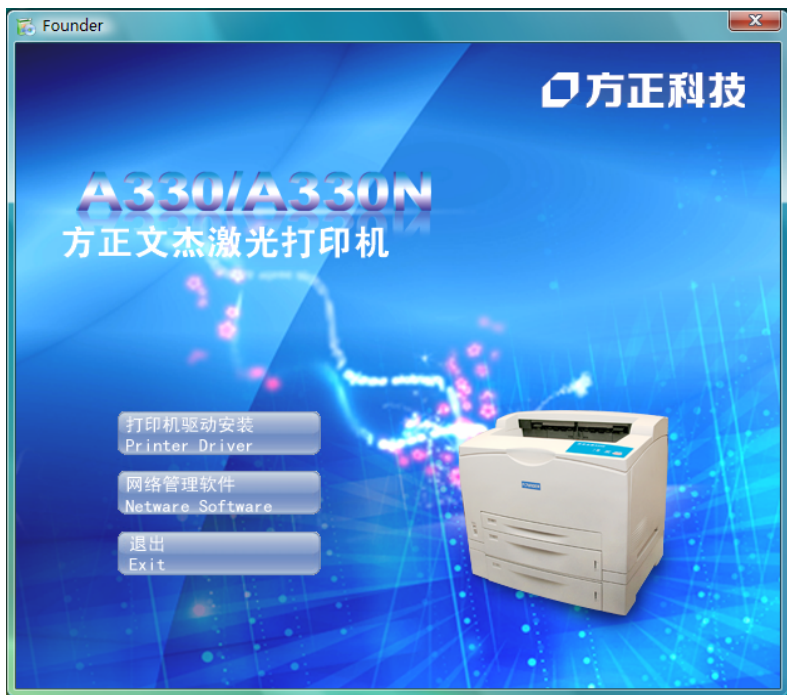 Founder
方正科技
A330/A330N
方正文杰激光打印机
打印机驱动安装
Printer Driver
网络管理软件
Netware Software
退出
Exit